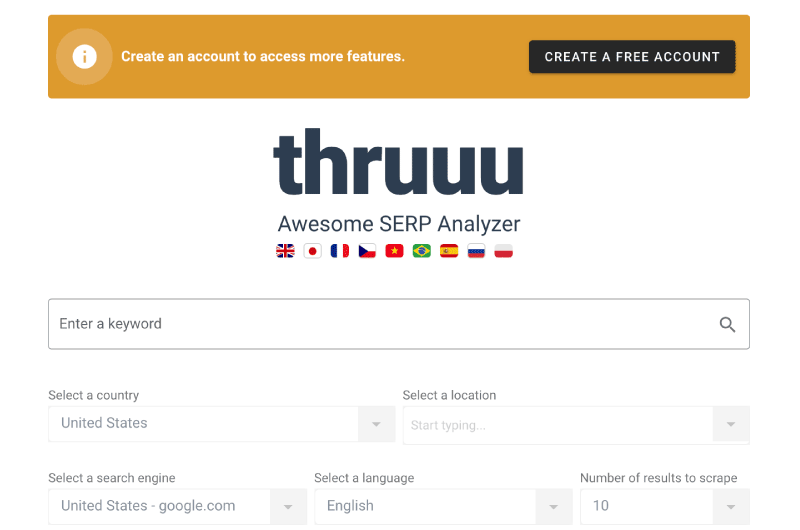 Create an account to access more features.
CREATE A FREE ACCOUNT
thruuu
Awesome SERP Analyzer
Enter a keyword
Select a country
Select a location
United States
Start typing...
Select a search engine
Select a language
Number of results to scrape
United States - google.com
English
10